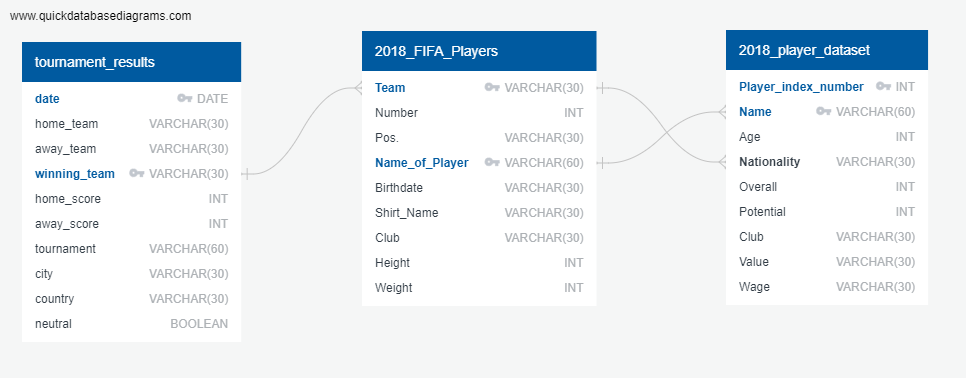 www.quickdatabasediagrams.com
tournament_results
date DATE
home_team VARCHAR(30)
away_team VARCHAR(30)
winning_team VARCHAR(30)
home_score INT
away_score INT
tournament VARCHAR(60)
city VARCHAR(30)
country VARCHAR(30)
neutral BOOLEAN
2018_FIFA_Players
Team VARCHAR(30)
Number INT
Pos. VARCHAR(30)
Name_of_Player VARCHAR(60)
Birthdate VARCHAR(30)
Shirt_Name VARCHAR(30)
Club VARCHAR(30)
Height INT
Weight INT
2018_player_dataset
Player_index_number INT
Name VARCHAR(60)
Age INT
Nationality VARCHAR(30)
Overall INT
Potential INT
Club VARCHAR(30)
Value VARCHAR(30)
Wage VARCHAR(30)